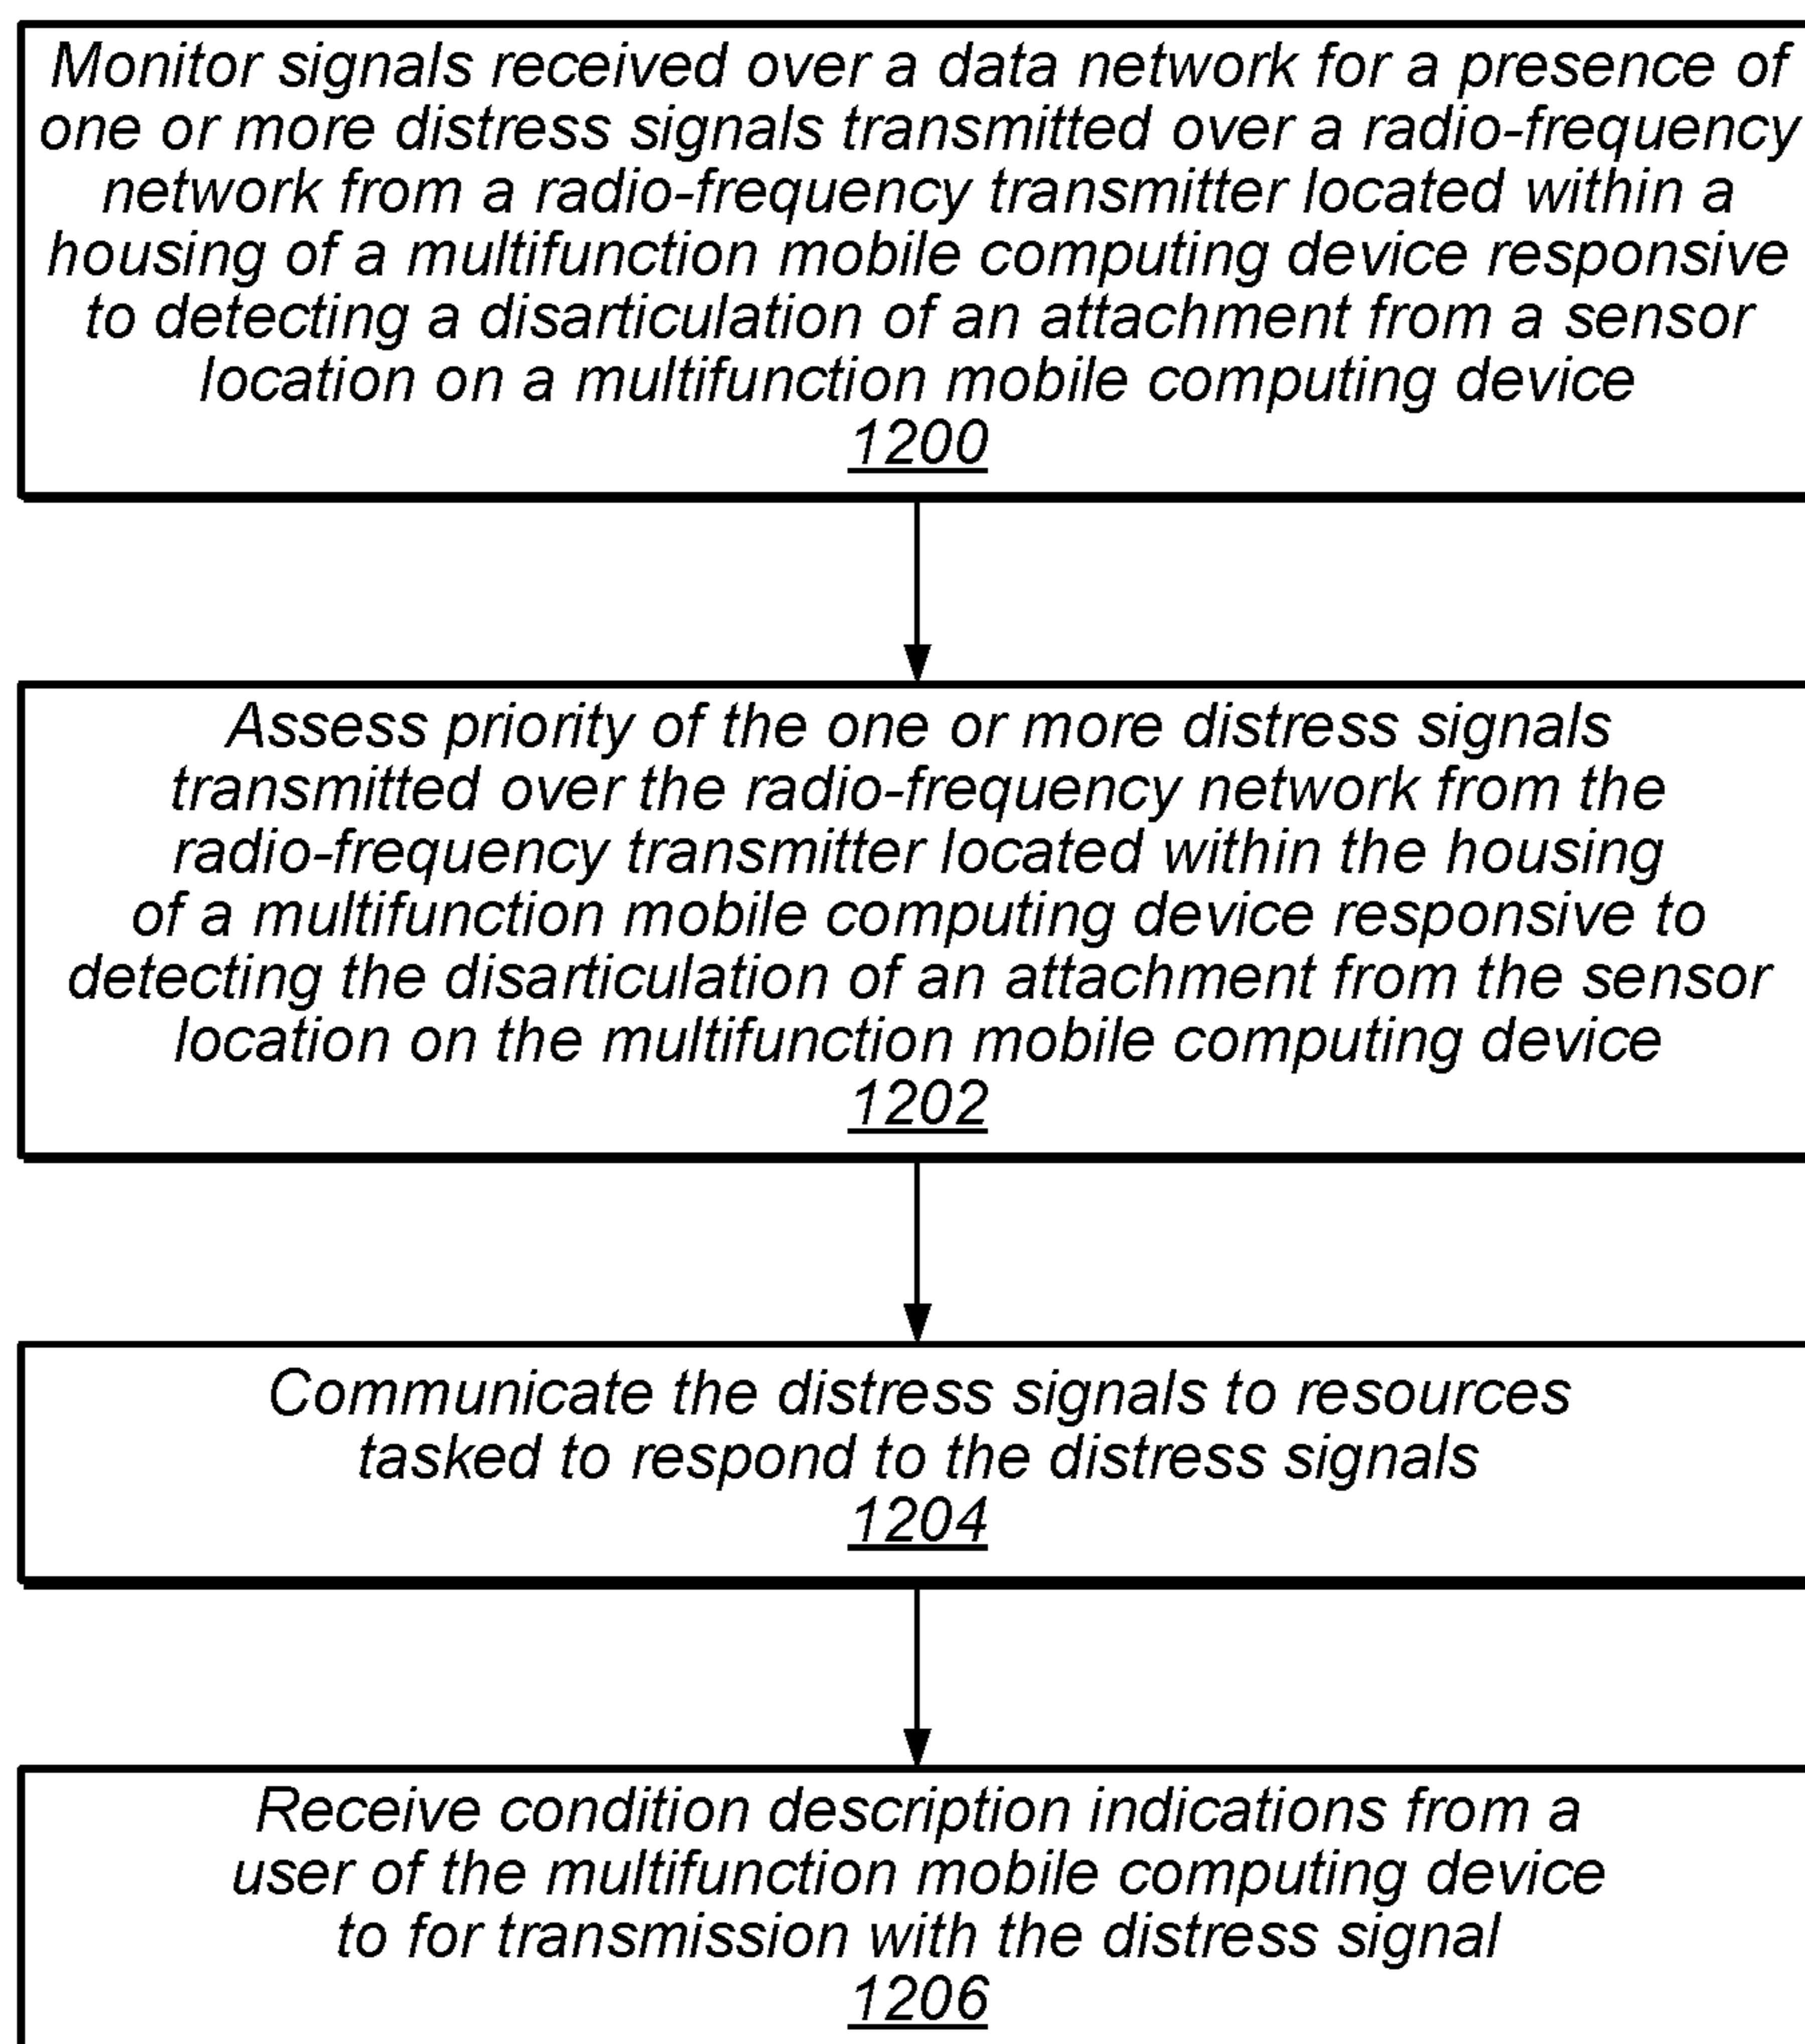 Monitor signals received over a data network for a presence of
one or more distress signals transmitted over a radio-frequency
network from a radio-frequency transmitter located within a
housing of a multifunction mobile computing device responsive
to detecting a disarticulation of an attachment from a sensor
location on a multifunction mobile computing device
1200
Assess priority of the one or more distress signals
transmitted over the radio-frequency network from the
radio-frequency transmitter located within the housing
of a multifunction mobile computing device responsive to
detecting the disarticulation of an attachment from the sensor
location on the multifunction mobile computing device
1202
Communicate the distress signals to resources
tasked to respond to the distress signals
1204
Receive condition description indications from a
user of the multifunction mobile computing device
to for transmission with the distress signal
1206